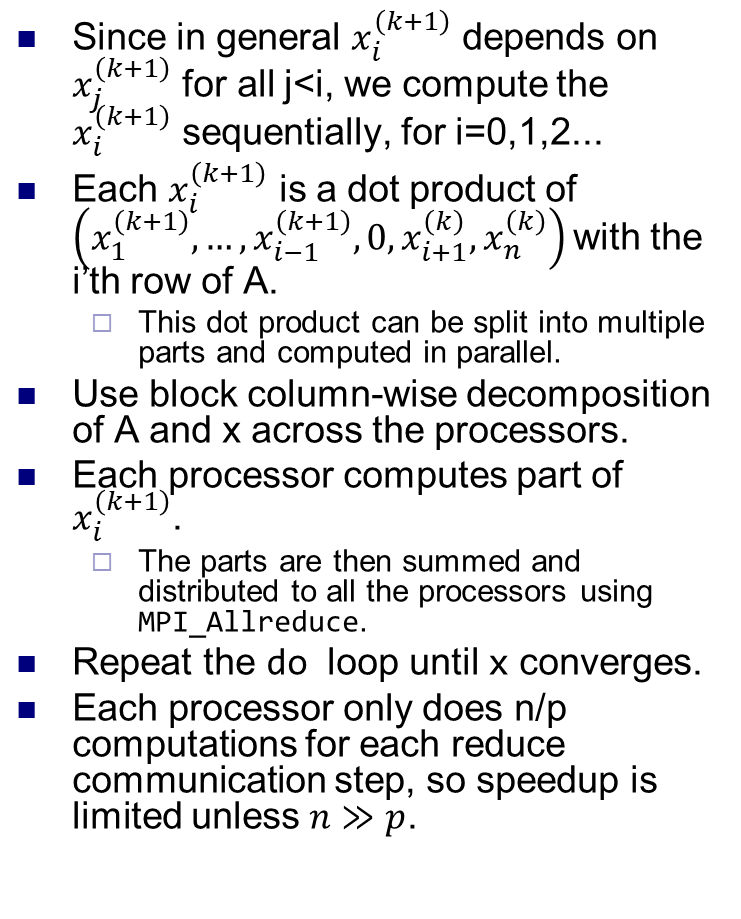 Since in general x_i^(k+1) depends on
x_j^(k+1) for all j<i, we compute the
x_i^(k+1) sequentially, for i=0,1,2...
Each x_i^(k+1) is a dot product of
(x_1^(k+1), …, x_{i−1}^(k+1), 0, x_{i+1}^(k), x_n^(k)) with the
i'th row of A.
This dot product can be split into multiple
parts and computed in parallel.
Use block column-wise decomposition
of A and x across the processors.
Each processor computes part of
x_i^(k+1).
The parts are then summed and
distributed to all the processors using
MPI_Allreduce.
Repeat the do loop until x converges.
Each processor only does n/p
computations for each reduce
communication step, so speedup is
limited unless n ≫ p.